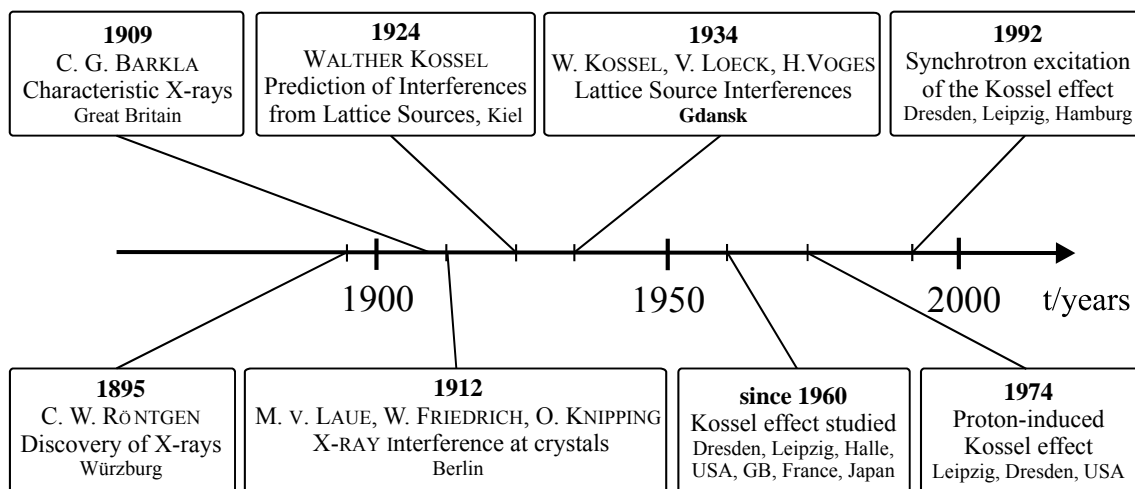 1909
C. G. BARKLA
Characteristic X-rays
Great Britain
1924
WALTHER KOSSEL
Prediction of Interferences
from Lattice Sources, Kiel
1934
W. KOSSEL, V. LOECK, H.VOGES
Lattice Source Interferences
Gdansk
1992
Synchrotron excitation
of the Kossel effect
Dresden, Leipzig, Hamburg
1900
1950
2000
t/years
1895
C. W. RÖNTGEN
Discovery of X-rays
Würzburg
1912
M. V. LAUE, W. FRIEDRICH, O. KNIPPING
X-RAY Interference at crystals
Berlin
since 1960
Kossel effect studied
Dresden, Leipzig, Halle,
USA, GB, France, Japan
1974
Proton-induced
Kossel effect
Leipzig, Dresden, USA